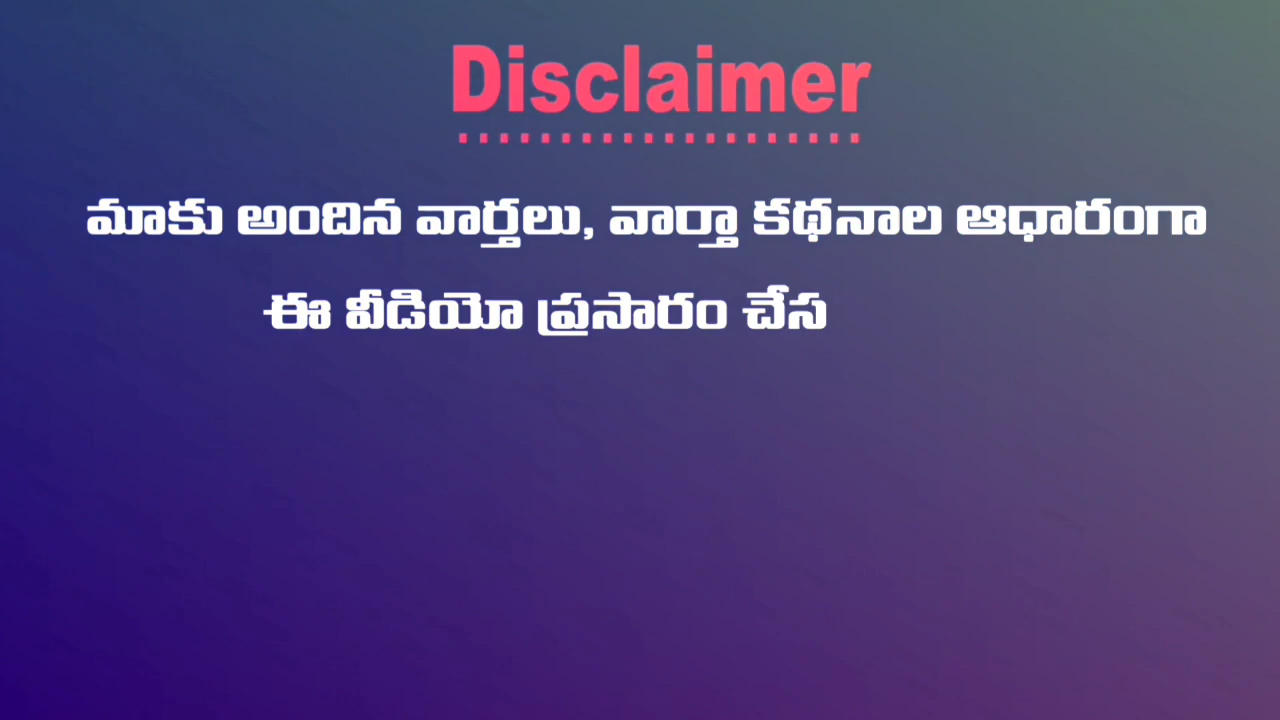 Disclaimer
మాకు అందిన వార్తలు, వార్తా కథనాల ఆధారంగా
ఈ వీడియో ప్రసారం చేస